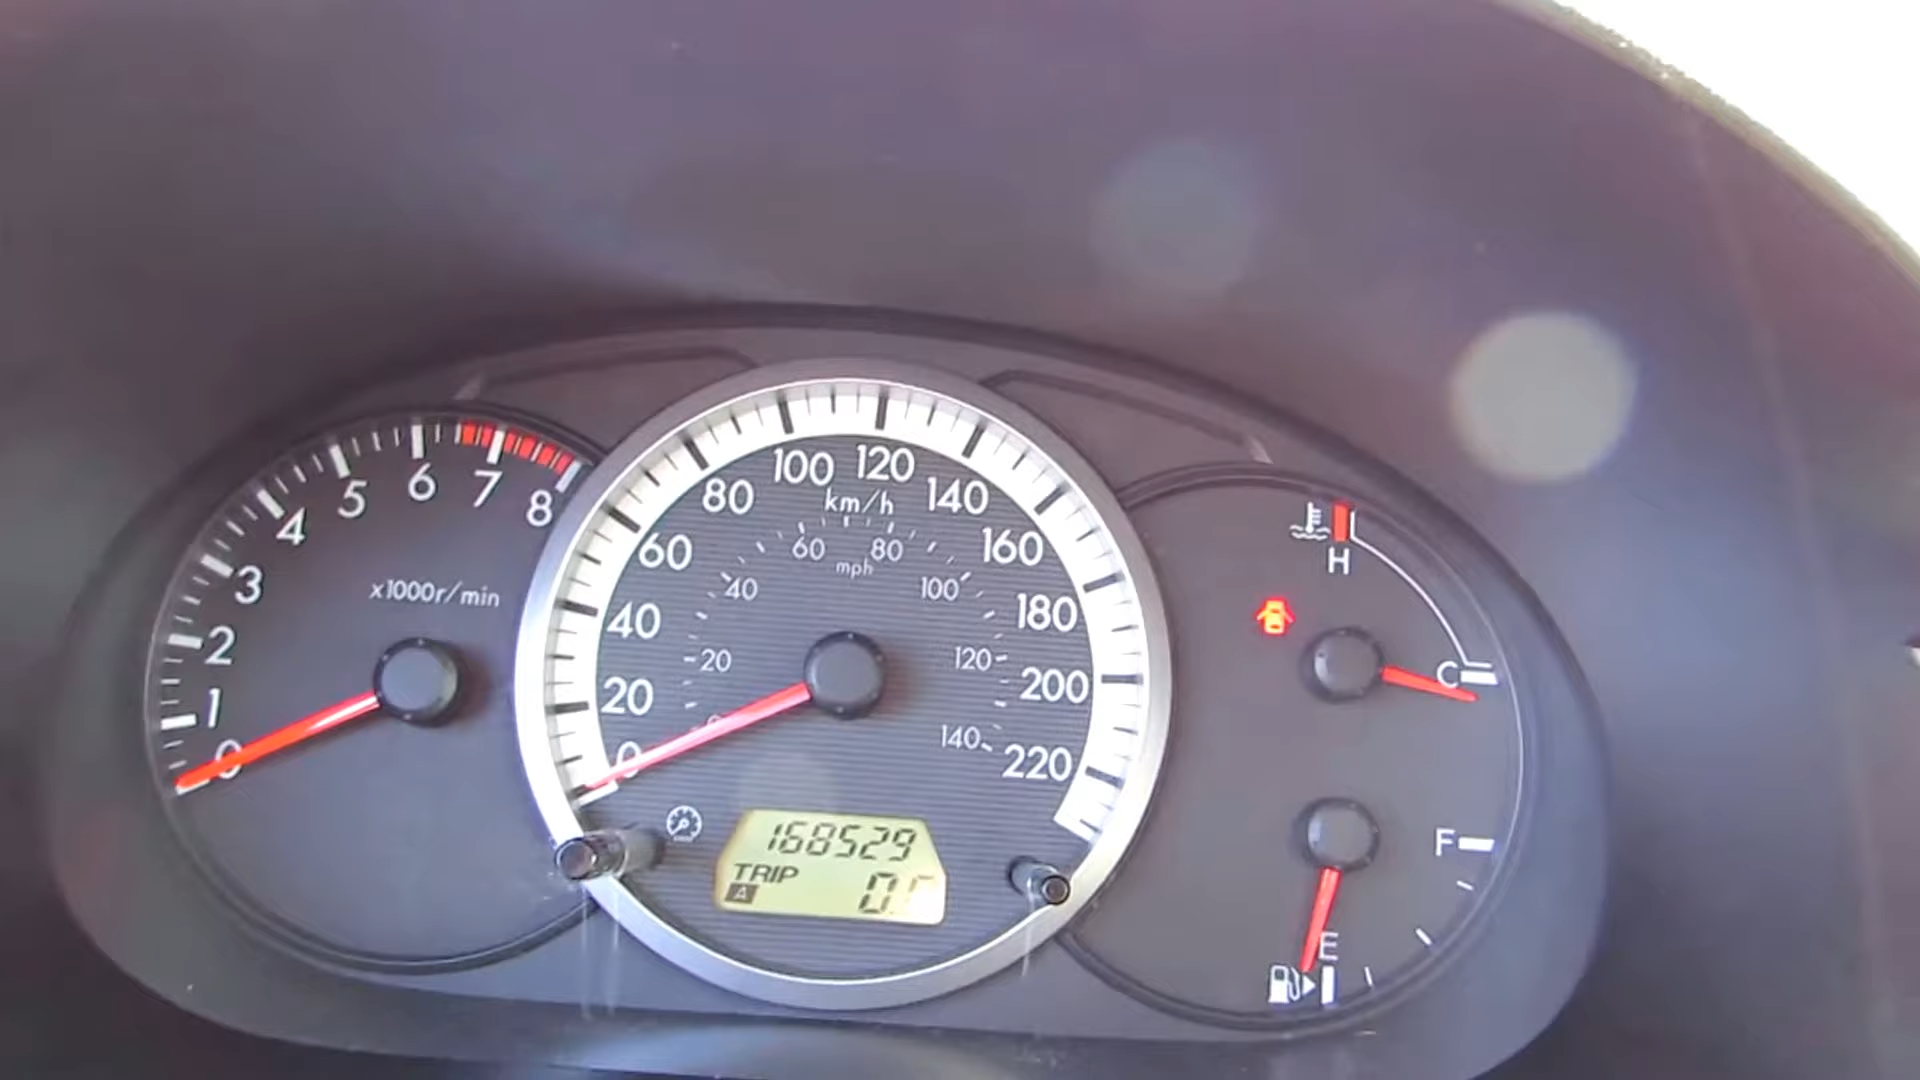 0 1 2 3 4 5 6 7 8
x1000r/min
0 20 40 60 80 100 120 140 160 180 200 220
km/h
0 20 40 60 80 100 120 140
mph
168529
TRIP
A
H
C
F
E